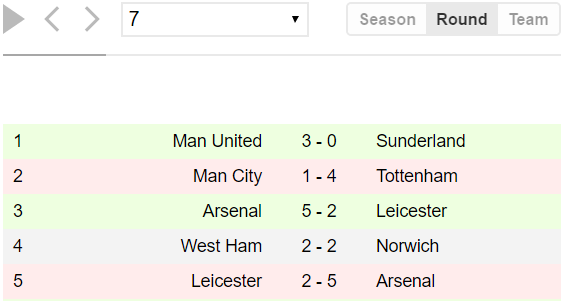 7 Season Round Team
1 Man United 3 - 0 Sunderland
2 Man City 1 - 4 Tottenham
3 Arsenal 5 - 2 Leicester
4 West Ham 2 - 2 Norwich
5 Leicester 2 - 5 Arsenal